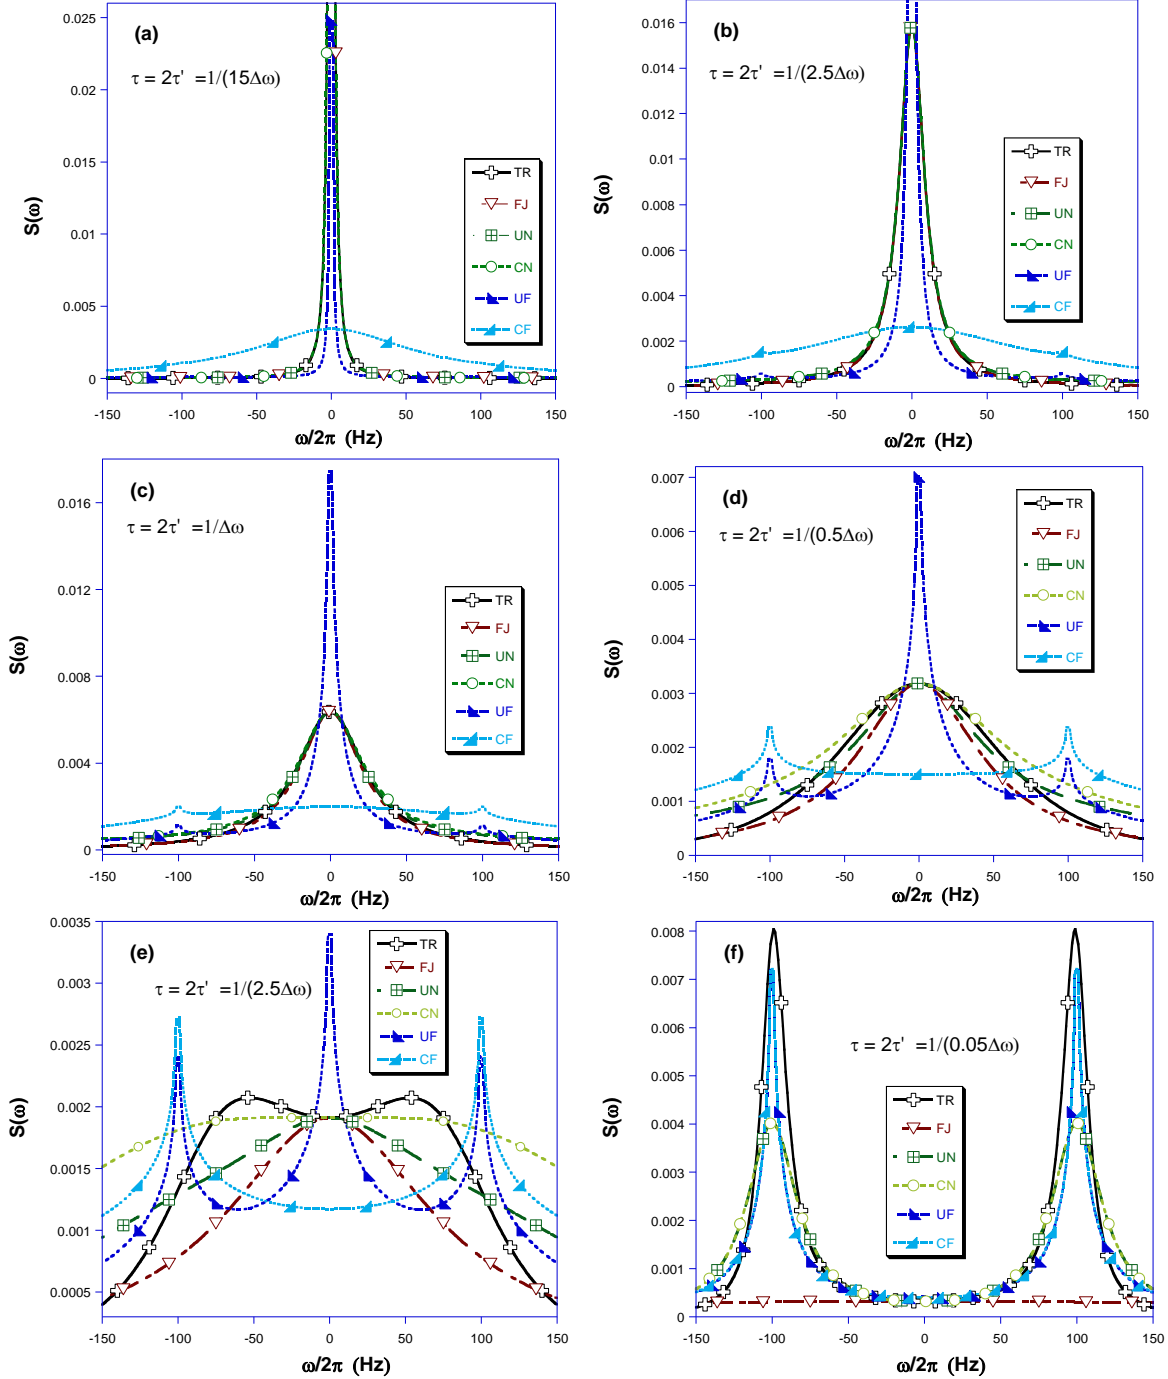 (a)
τ = 2τ' =1/(15Δω)
0.025
0.02
0.015
0.01
0.005
0
S(ω)
TR
FJ
UN
CN
UF
CF
-150 -100 -50 0 50 100 150
ω/2π (Hz)
(b)
τ = 2τ' =1/(2.5Δω)
0.016
0.014
0.012
0.01
0.008
0.006
0.004
0.002
0
S(ω)
TR
FJ
UN
CN
UF
CF
-150 -100 -50 0 50 100 150
ω/2π (Hz)
(c)
τ = 2τ' =1/Δω
0.016
0.012
0.008
0.004
0
S(ω)
TR
FJ
UN
CN
UF
CF
-150 -100 -50 0 50 100 150
ω/2π (Hz)
(d)
τ = 2τ' =1/(0.5Δω)
0.007
0.006
0.005
0.004
0.003
0.002
0.001
0
S(ω)
TR
FJ
UN
CN
UF
CF
-150 -100 -50 0 50 100 150
ω/2π (Hz)
(e)
τ = 2τ' =1/(2.5Δω)
0.0035
0.003
0.0025
0.002
0.0015
0.001
0.0005
S(ω)
TR
FJ
UN
CN
UF
CF
-150 -100 -50 0 50 100 150
ω/2π (Hz)
(f)
τ = 2τ' =1/(0.05Δω)
0.008
0.007
0.006
0.005
0.004
0.003
0.002
0.001
0
S(ω)
TR
FJ
UN
CN
UF
CF
-150 -100 -50 0 50 100 150
ω/2π (Hz)